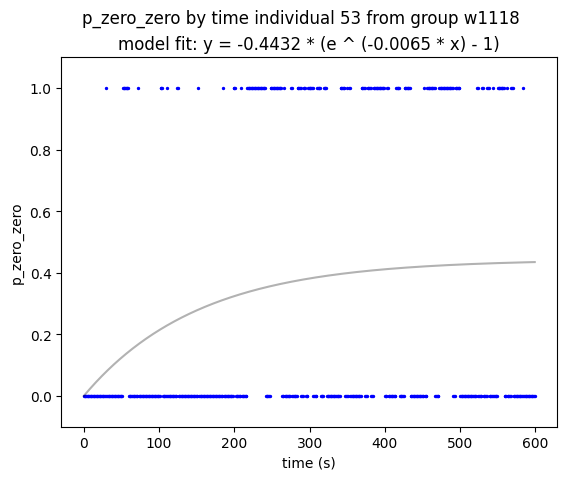 p_zero_zero by time individual 53 from group w1118
model fit: y = -0.4432 * (e ^ (-0.0065 * x) - 1)
1.0
0.8
0.6
0.4
0.2
0.0
p_zero_zero
0 100 200 300 400 500 600
time (s)